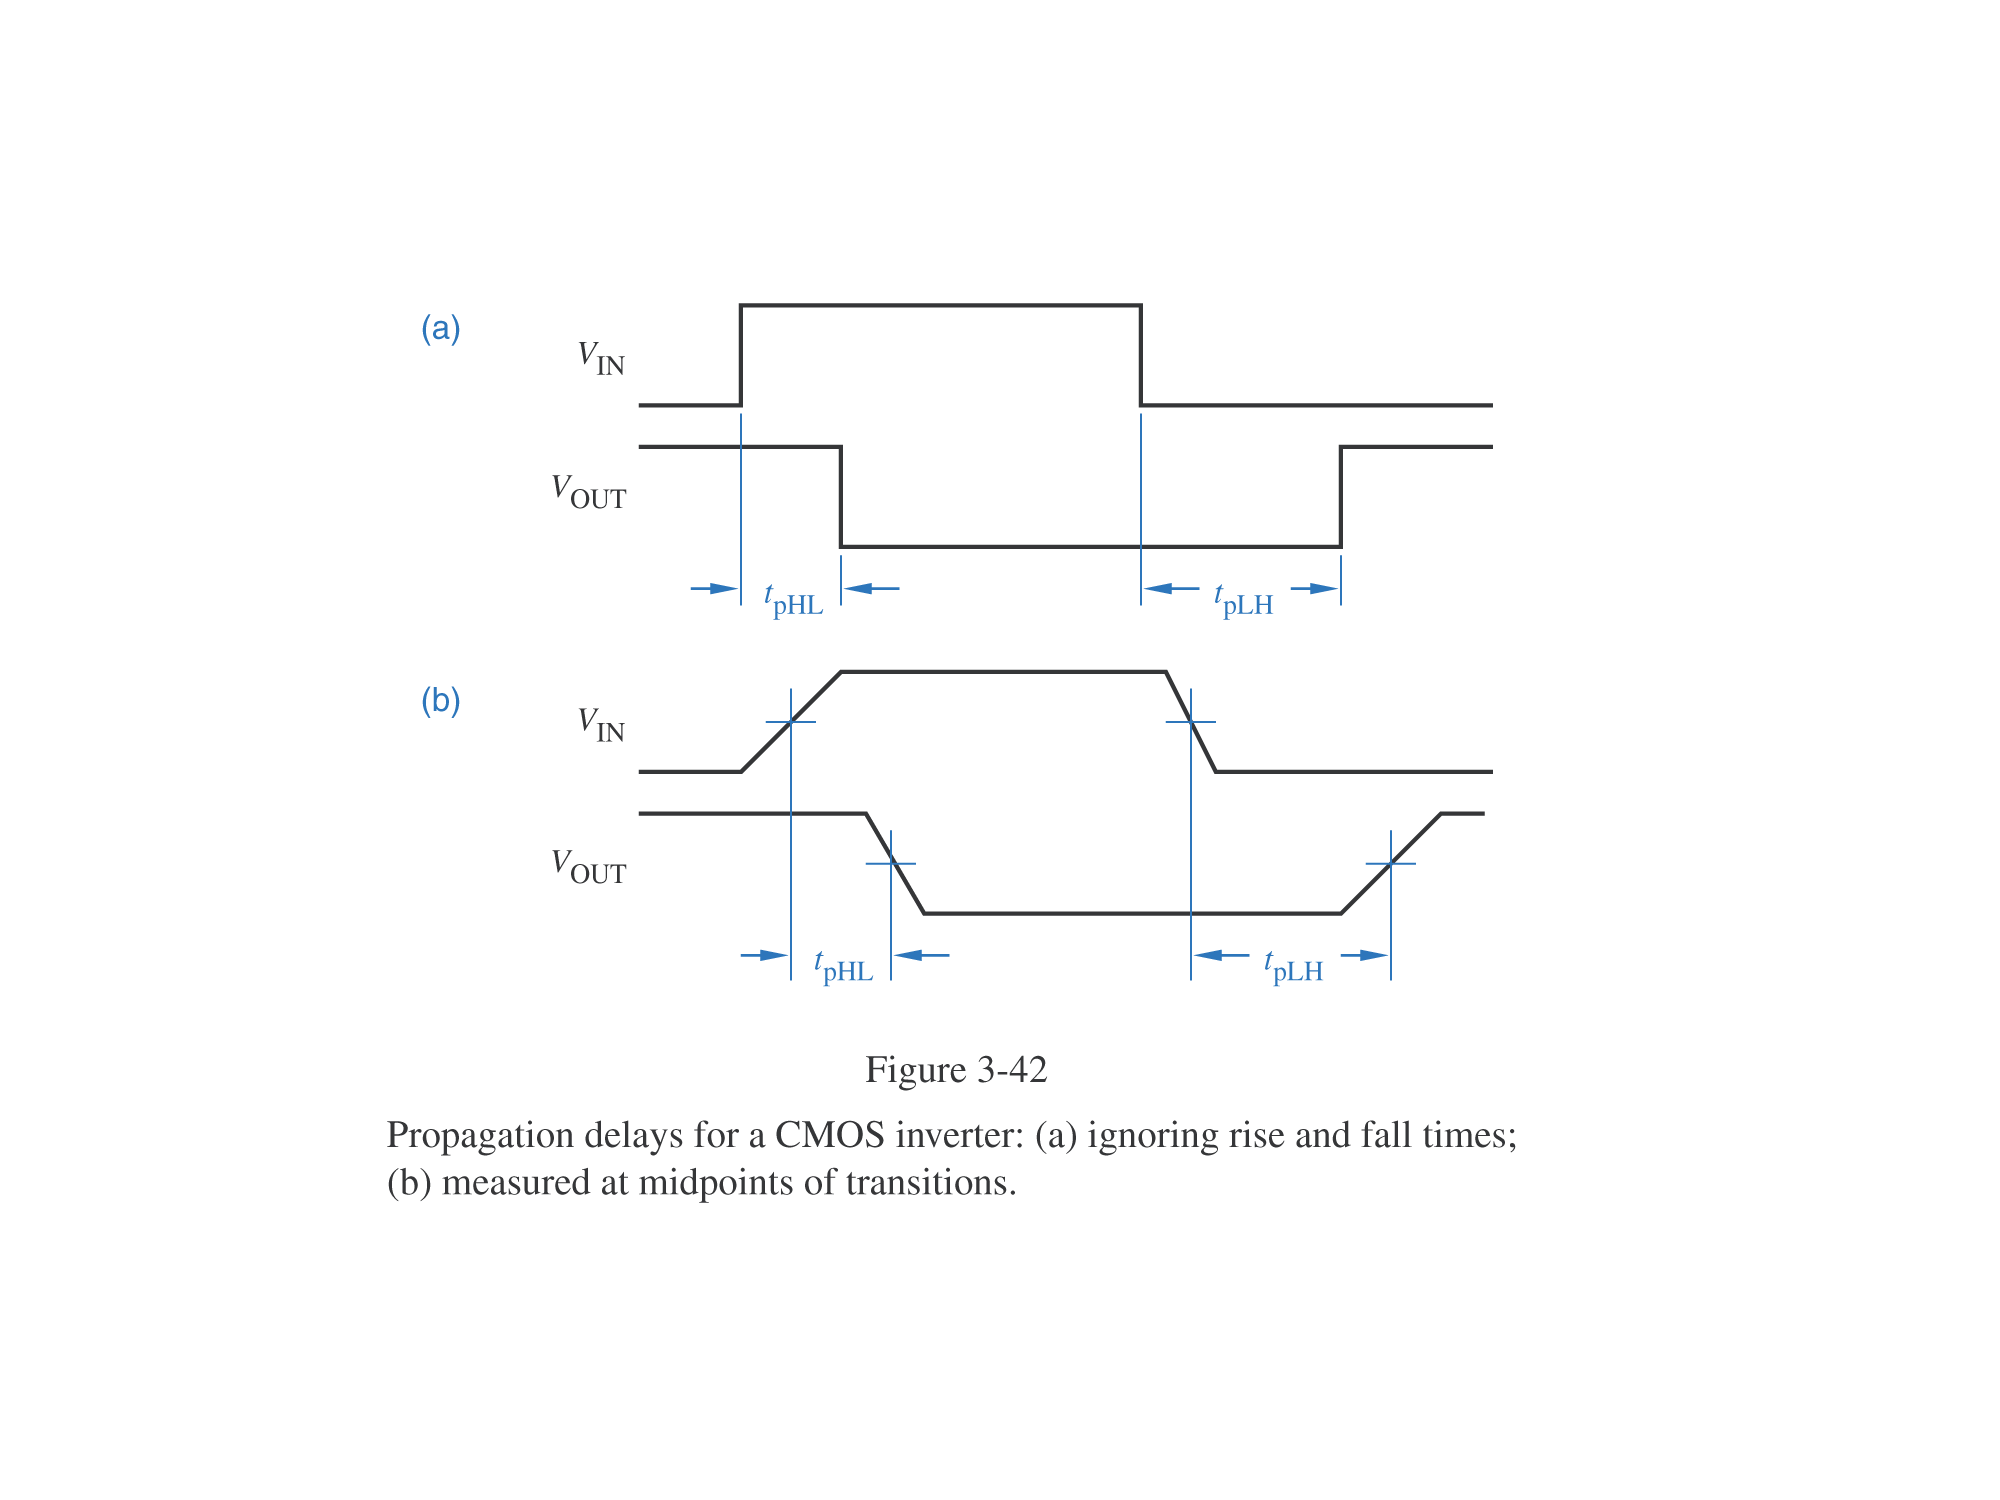 (a)
VIN
VOUT
tpHL
tpLH
(b)
VIN
VOUT
tpHL
tpLH
Figure 3-42
Propagation delays for a CMOS inverter: (a) ignoring rise and fall times;
(b) measured at midpoints of transitions.